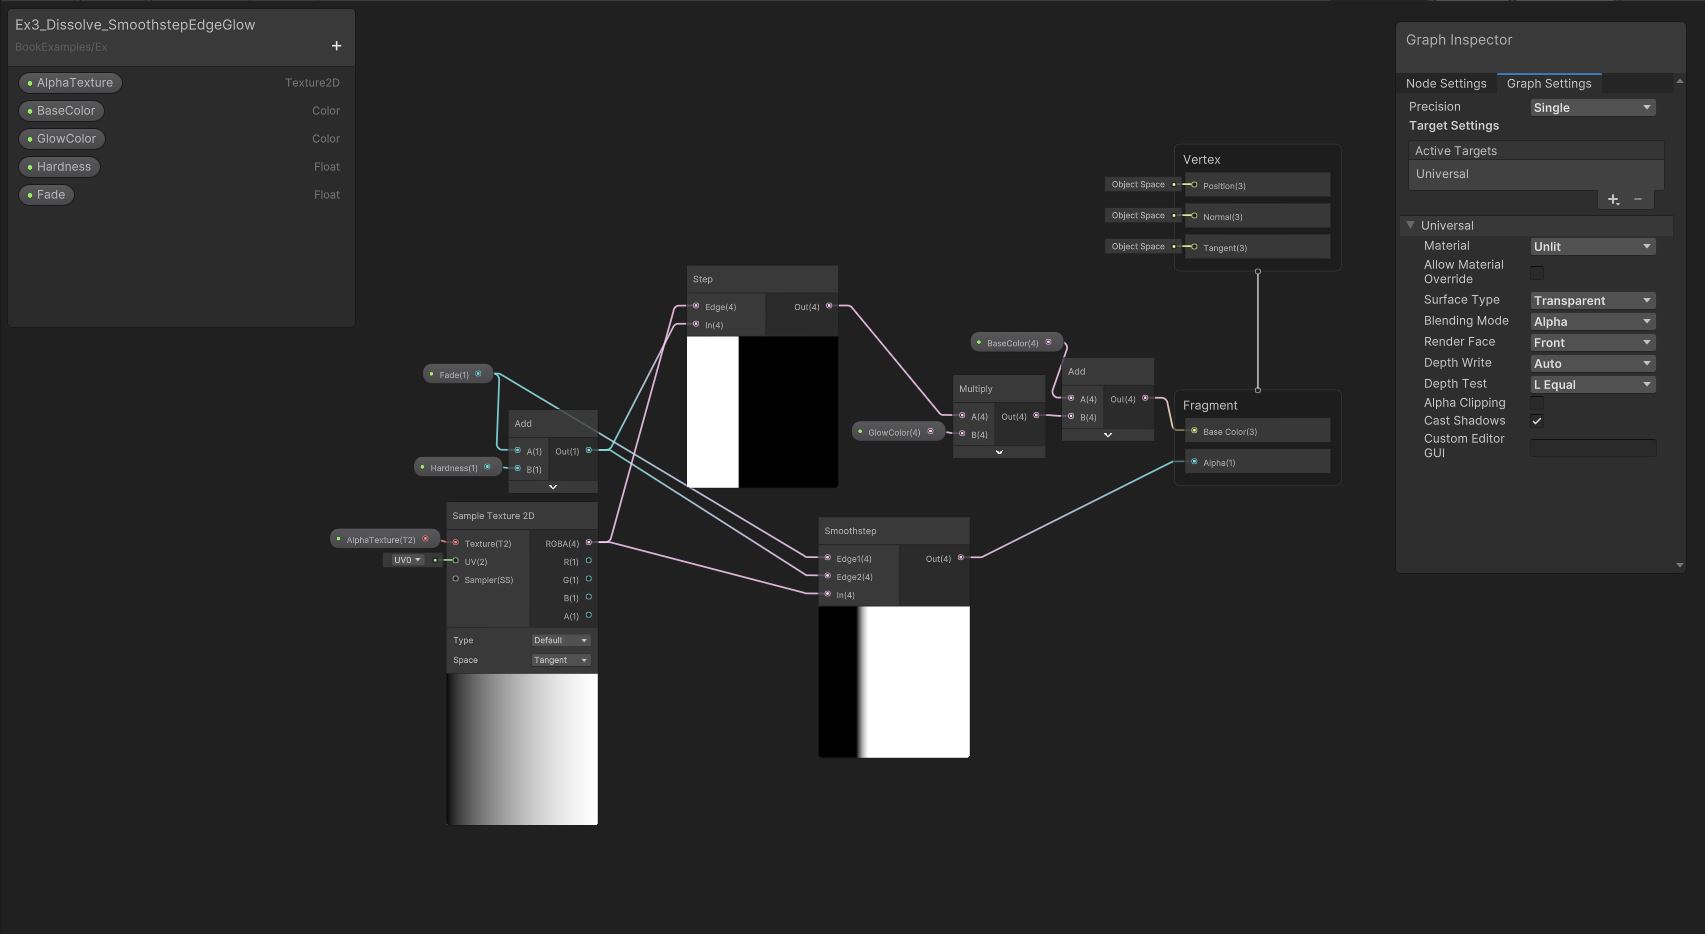 Ex3_Dissolve_SmoothstepEdgeGlow
BookExamples/Ex
+
AlphaTexture Texture2D
BaseColor Color
GlowColor Color
Hardness Float
Fade Float
Fade(1)
Hardness(1)
Add
A(1) Out(1)
B(1)
AlphaTexture(T2)
UV0
Sample Texture 2D
Texture(T2) RGBA(4)
UV(2) R(1)
Sampler(SS) G(1)
B(1)
A(1)
Type Default
Space Tangent
Step
Edge(4) Out(4)
In(4)
Smoothstep
Edge1(4) Out(4)
Edge2(4)
In(4)
GlowColor(4)
Multiply
A(4) Out(4)
B(4)
BaseColor(4)
Add
A(4) Out(4)
B(4)
Vertex
Object Space Position(3)
Object Space Normal(3)
Object Space Tangent(3)
Fragment
Base Color(3)
Alpha(1)
Graph Inspector
Node Settings Graph Settings
Precision Single
Target Settings
Active Targets
Universal
+ −
Universal
Material Unlit
Allow Material
Override
Surface Type Transparent
Blending Mode Alpha
Render Face Front
Depth Write Auto
Depth Test L Equal
Alpha Clipping
Cast Shadows
Custom Editor
GUI